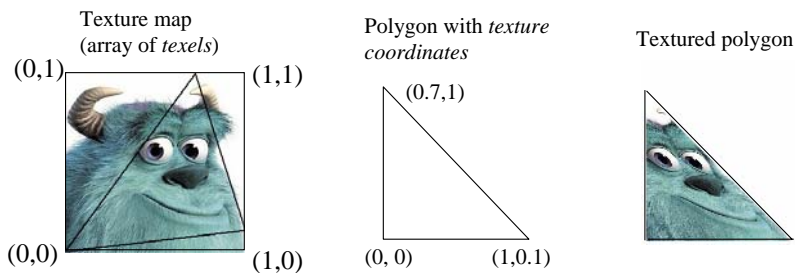 Texture map
(array of texels)
(0,1)
(1,1)
(0,0)
(1,0)
Polygon with texture
coordinates
(0.7,1)
(0, 0)
(1,0.1)
Textured polygon